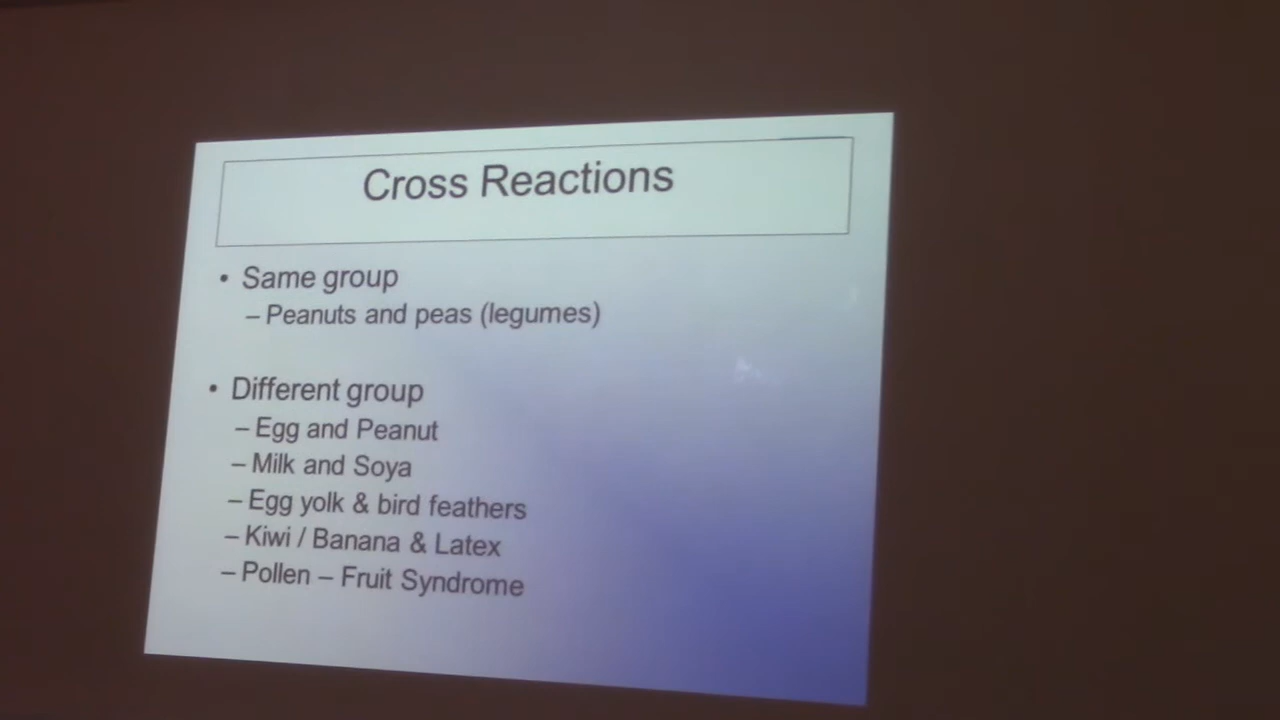 Cross Reactions
• Same group
– Peanuts and peas (legumes)
• Different group
– Egg and Peanut
– Milk and Soya
– Egg yolk & bird feathers
– Kiwi / Banana & Latex
– Pollen – Fruit Syndrome